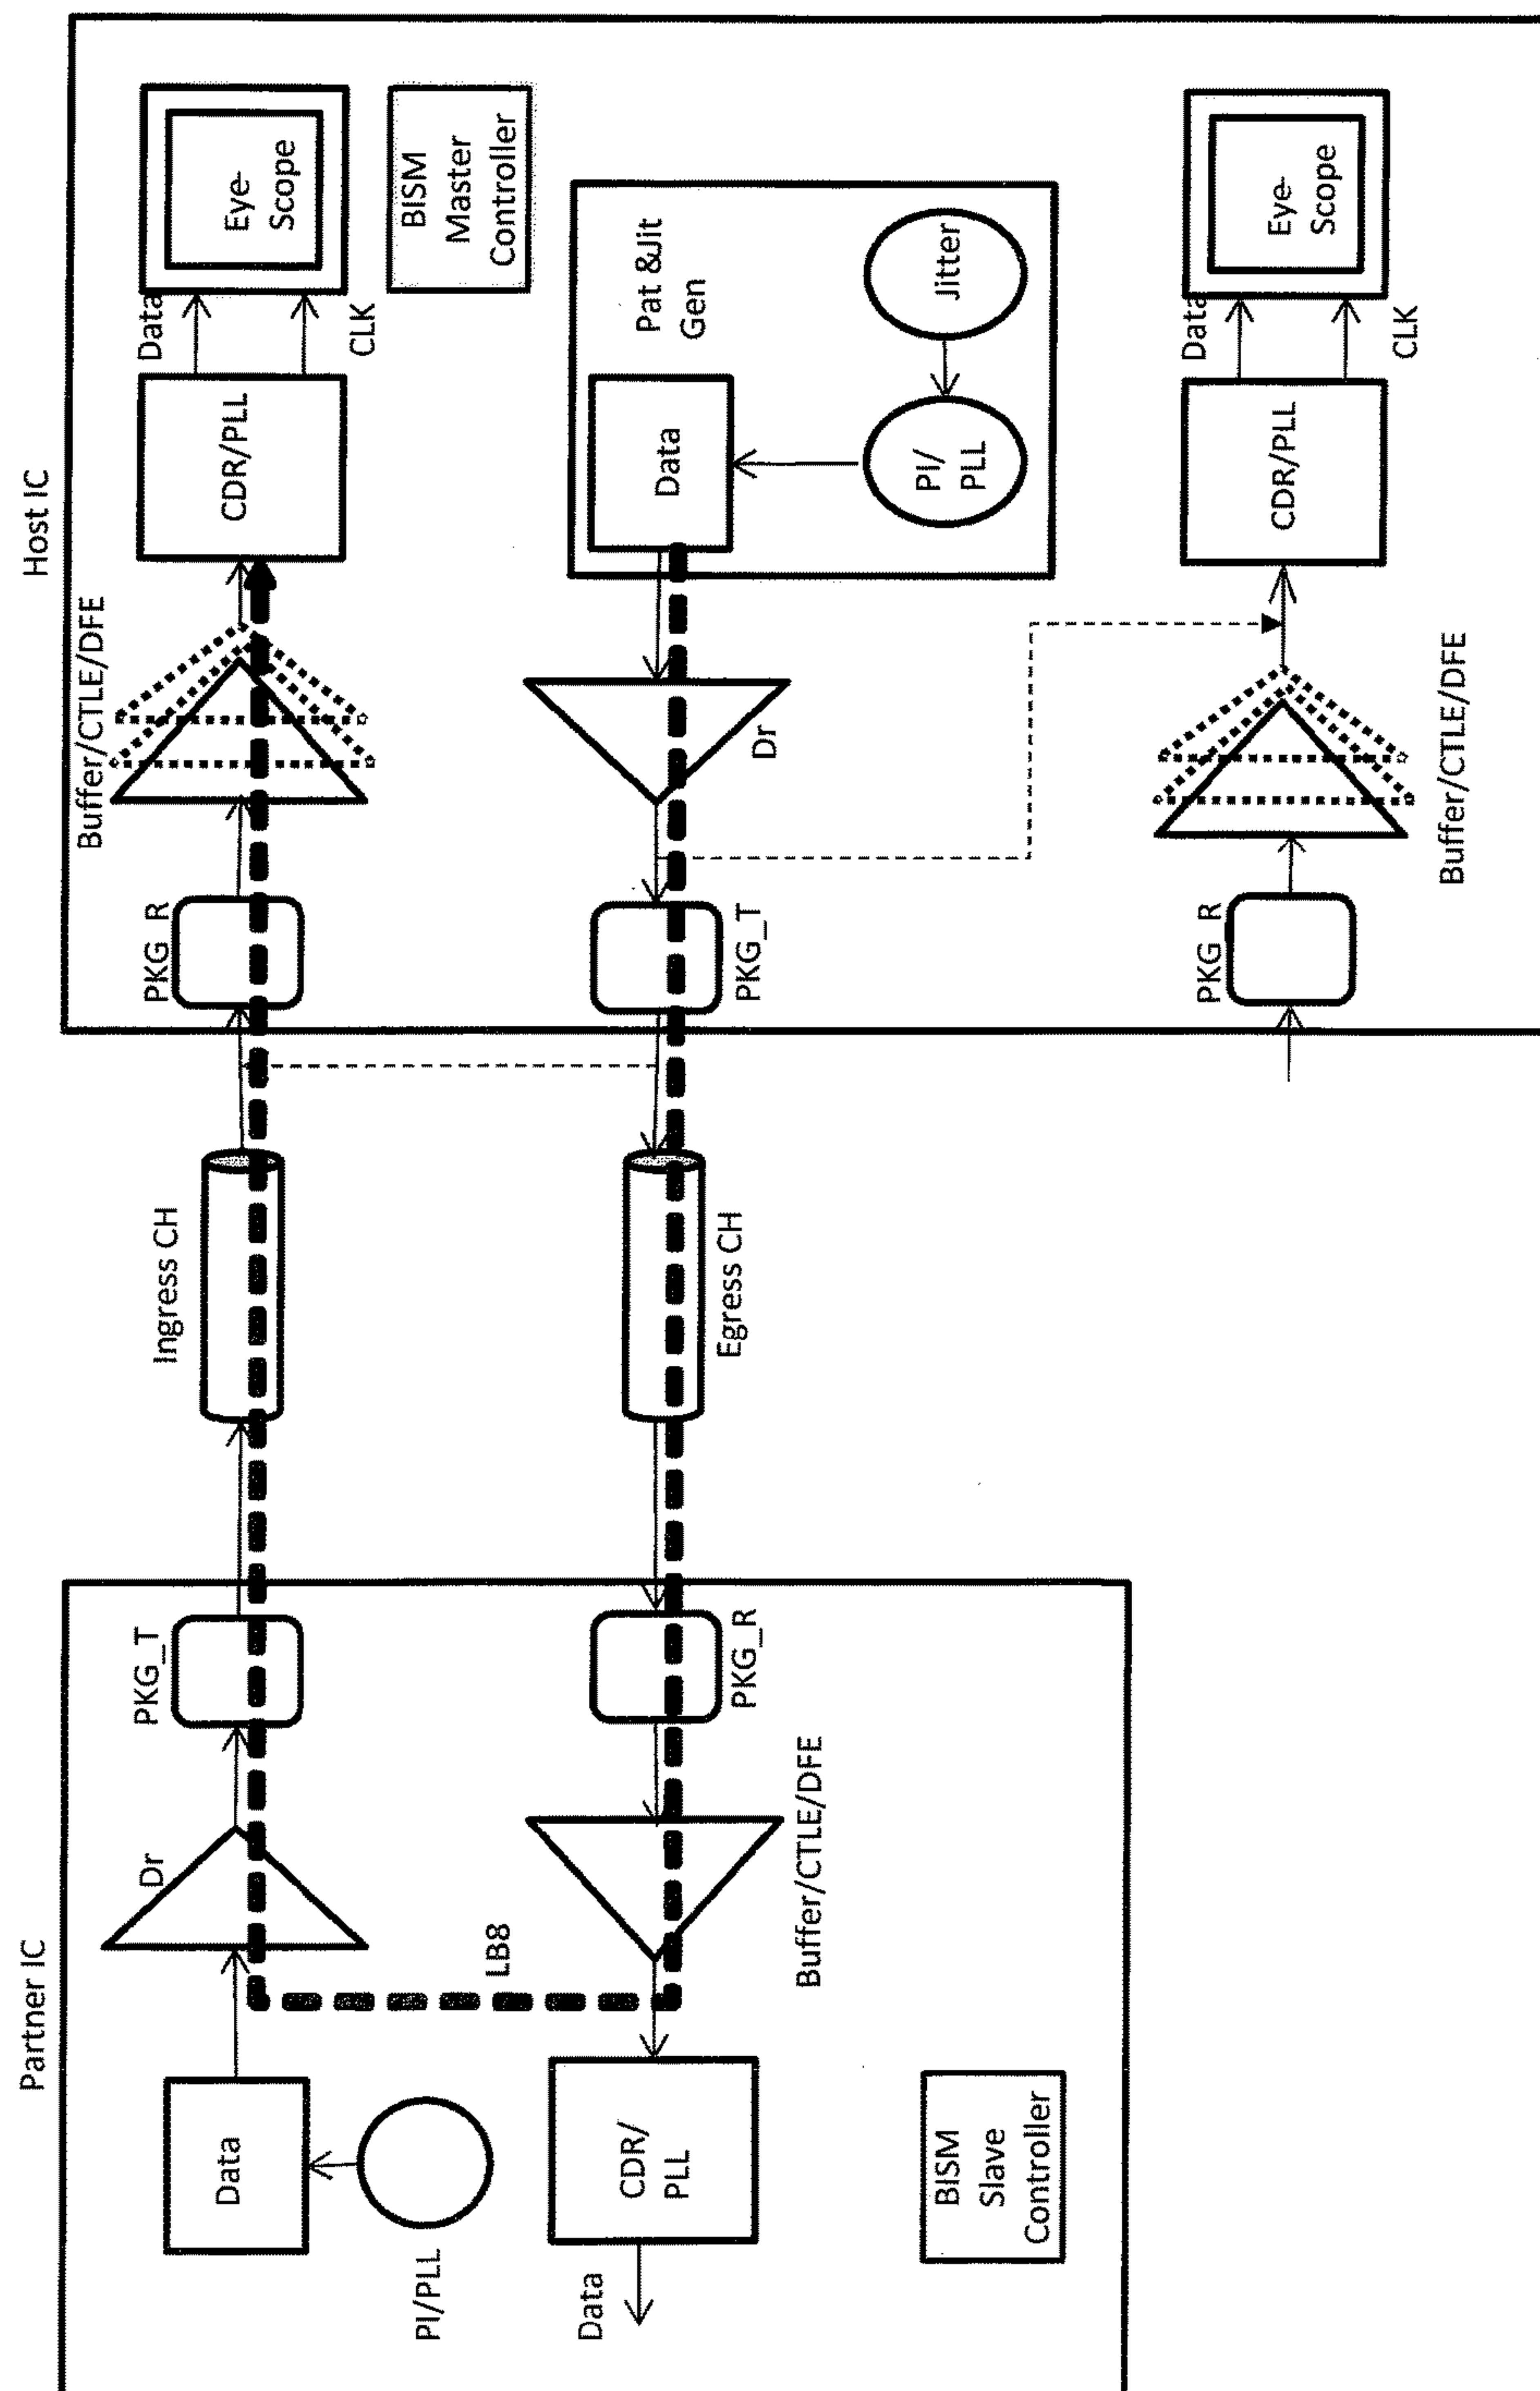 Partner IC
Host IC
Data
Dr
PKG_T
Ingress CH
PKG_R
Buffer/CTLE/DFE
CDR/PLL
Data
CLK
Eye-
Scope
PI/PLL
BISM
Master
Controller
LB8
Data
CDR/
PLL
Buffer/CTLE/DFE
PKG_R
Egress CH
PKG_T
Dr
Data
Pat &Jit
Gen
PI/
PLL
Jitter
BISM
Slave
Controller
PKG_R
Buffer/CTLE/DFE
CDR/PLL
Data
CLK
Eye-
Scope